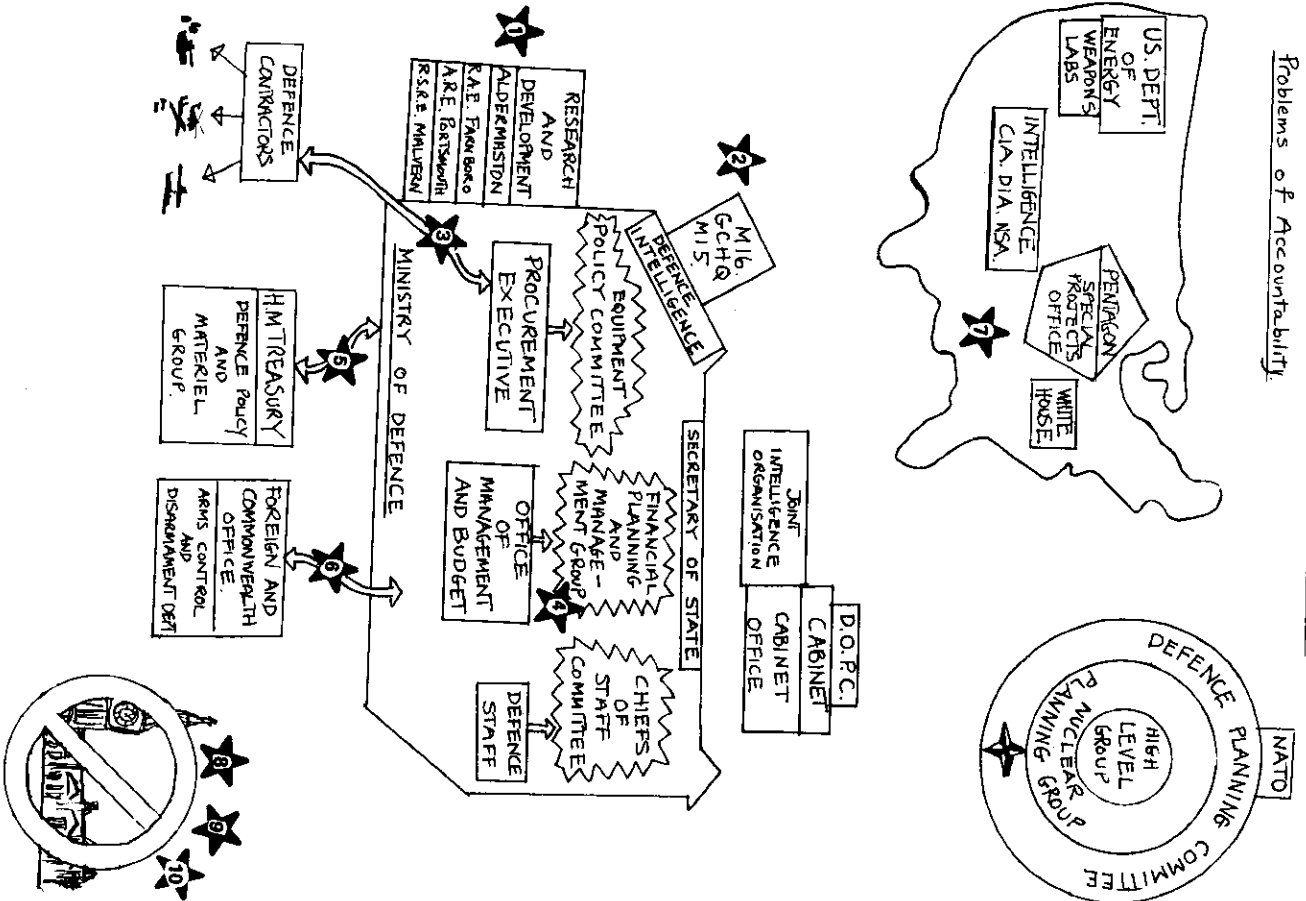 Problems of Accountability.
U.S. DEPT.
OF
ENERGY
WEAPONS
LABS
INTELLIGENCE
CIA. DIA. NSA.
PENTAGON
SPECIAL
PROJECTS
OFFICE
WHITE
HOUSE
7
NATO
DEFENCE PLANNING COMMITTEE
NUCLEAR
PLANNING GROUP
HIGH
LEVEL
GROUP
2
MI6.
GCHQ
MI5.
DEFENCE
INTELLIGENCE
JOINT
INTELLIGENCE
ORGANISATION
D.O.P.C.
CABINET
CABINET
OFFICE
SECRETARY OF STATE
1
RESEARCH
AND
DEVELOPMENT
ALDERMASTON
R.A.E. FARNBORO
A.R.E. PORTSMOUTH
R.S.R.E. MALVERN
EQUIPMENT
POLICY COMMITTEE
FINANCIAL
PLANNING
AND
MANAGE-
MENT GROUP
CHIEFS
OF
STAFF
COMMITTEE
3
PROCUREMENT
EXECUTIVE
OFFICE
OF
MANAGEMENT
AND BUDGET
4
DEFENCE
STAFF
MINISTRY OF DEFENCE
DEFENCE
CONTRACTORS
5
H.M TREASURY
DEFENCE POLICY
AND
MATERIEL
GROUP.
6
FOREIGN AND
COMMONWEALTH
OFFICE.
ARMS CONTROL
AND
DISARMAMENT DEPT
8
9
10